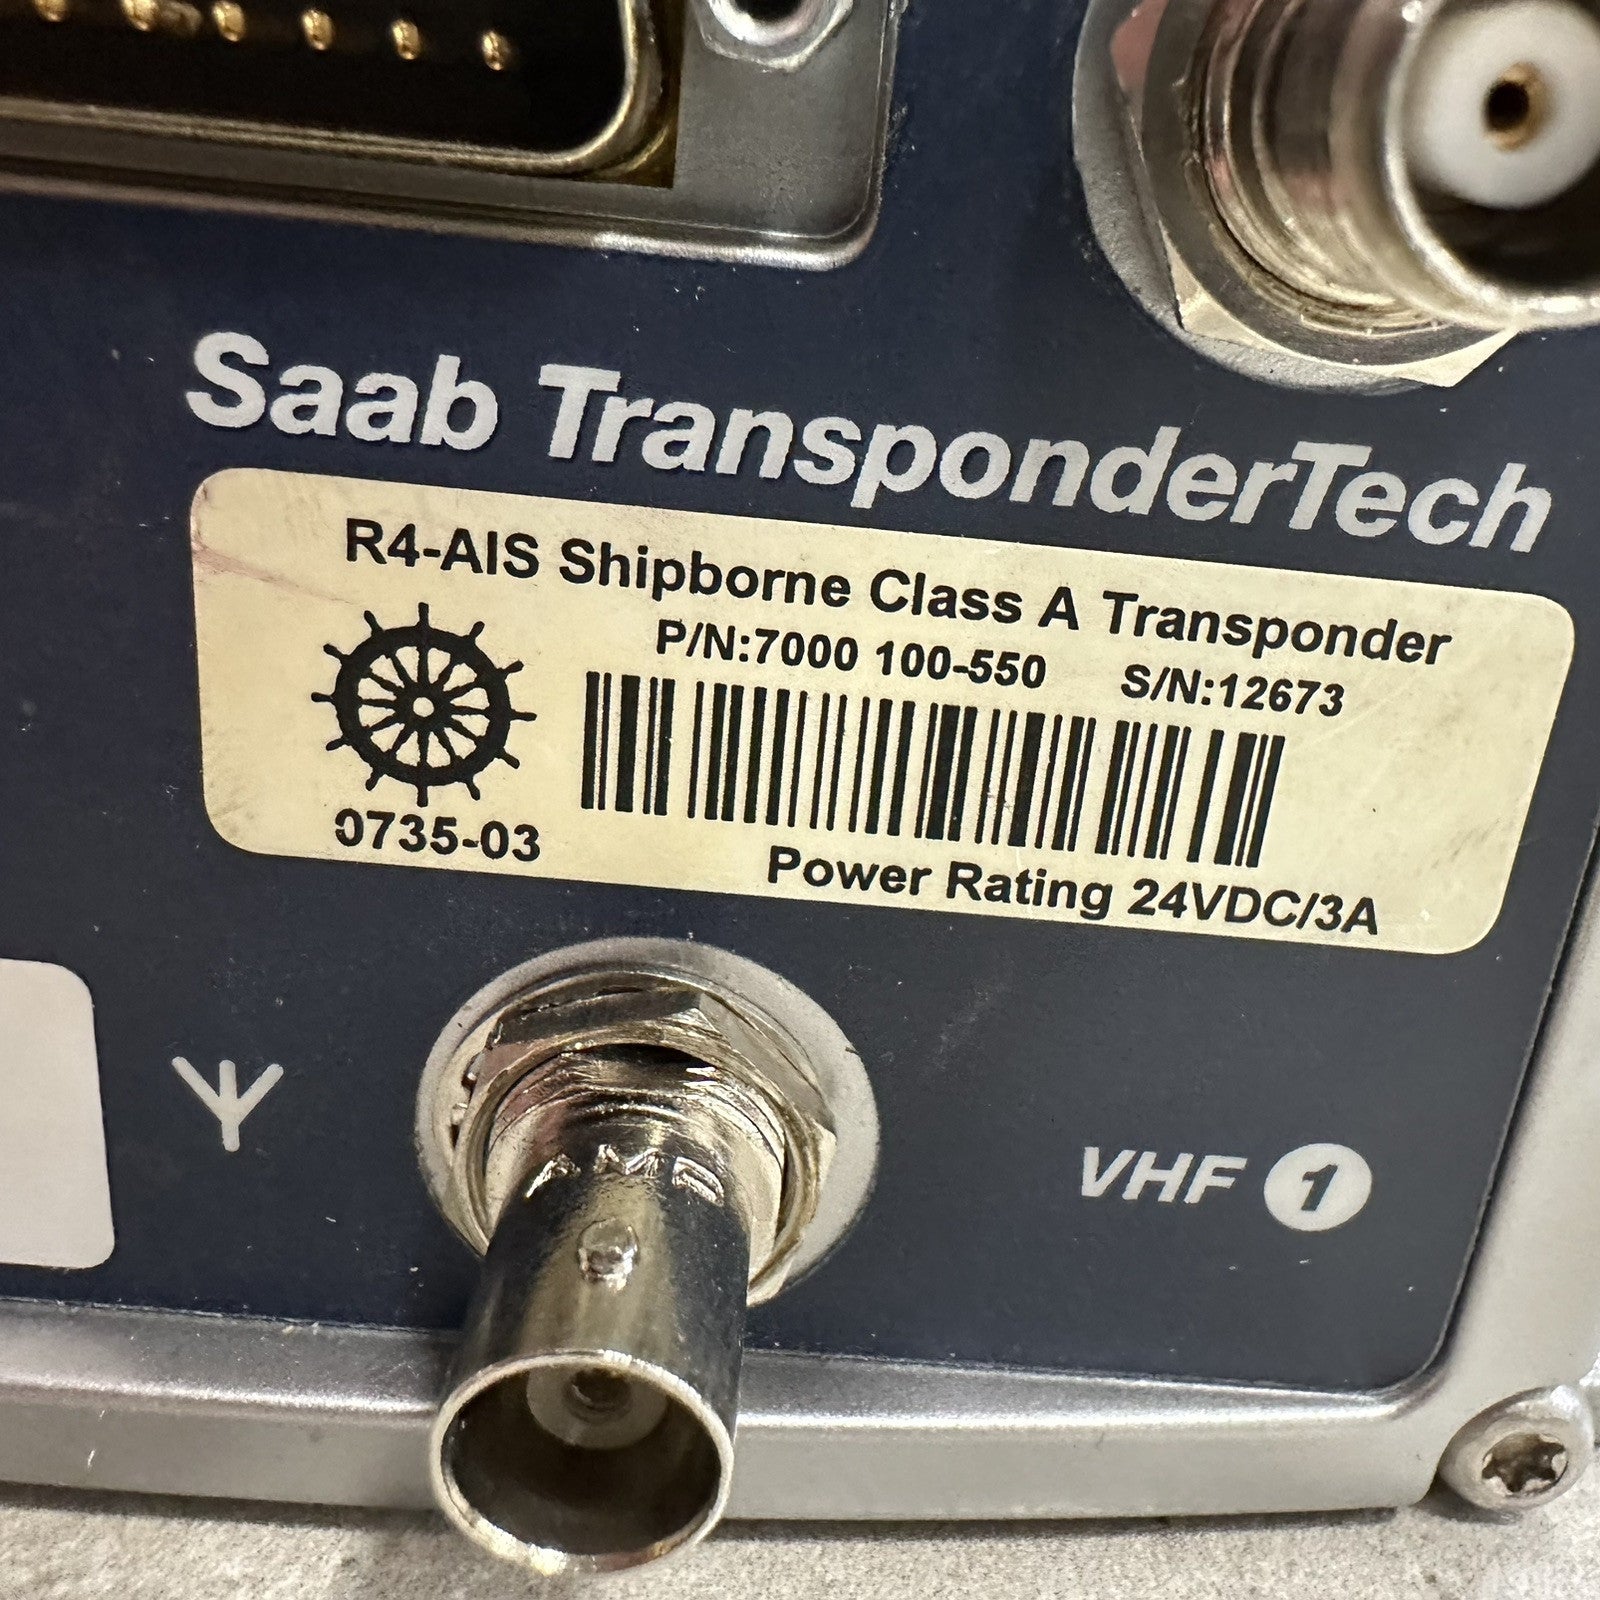 Saab TransponderTech
R4-AIS Shipborne Class A Transponder
P/N:7000 100-550 S/N:12673
0735-03
Power Rating 24VDC/3A
AMP
VHF 1